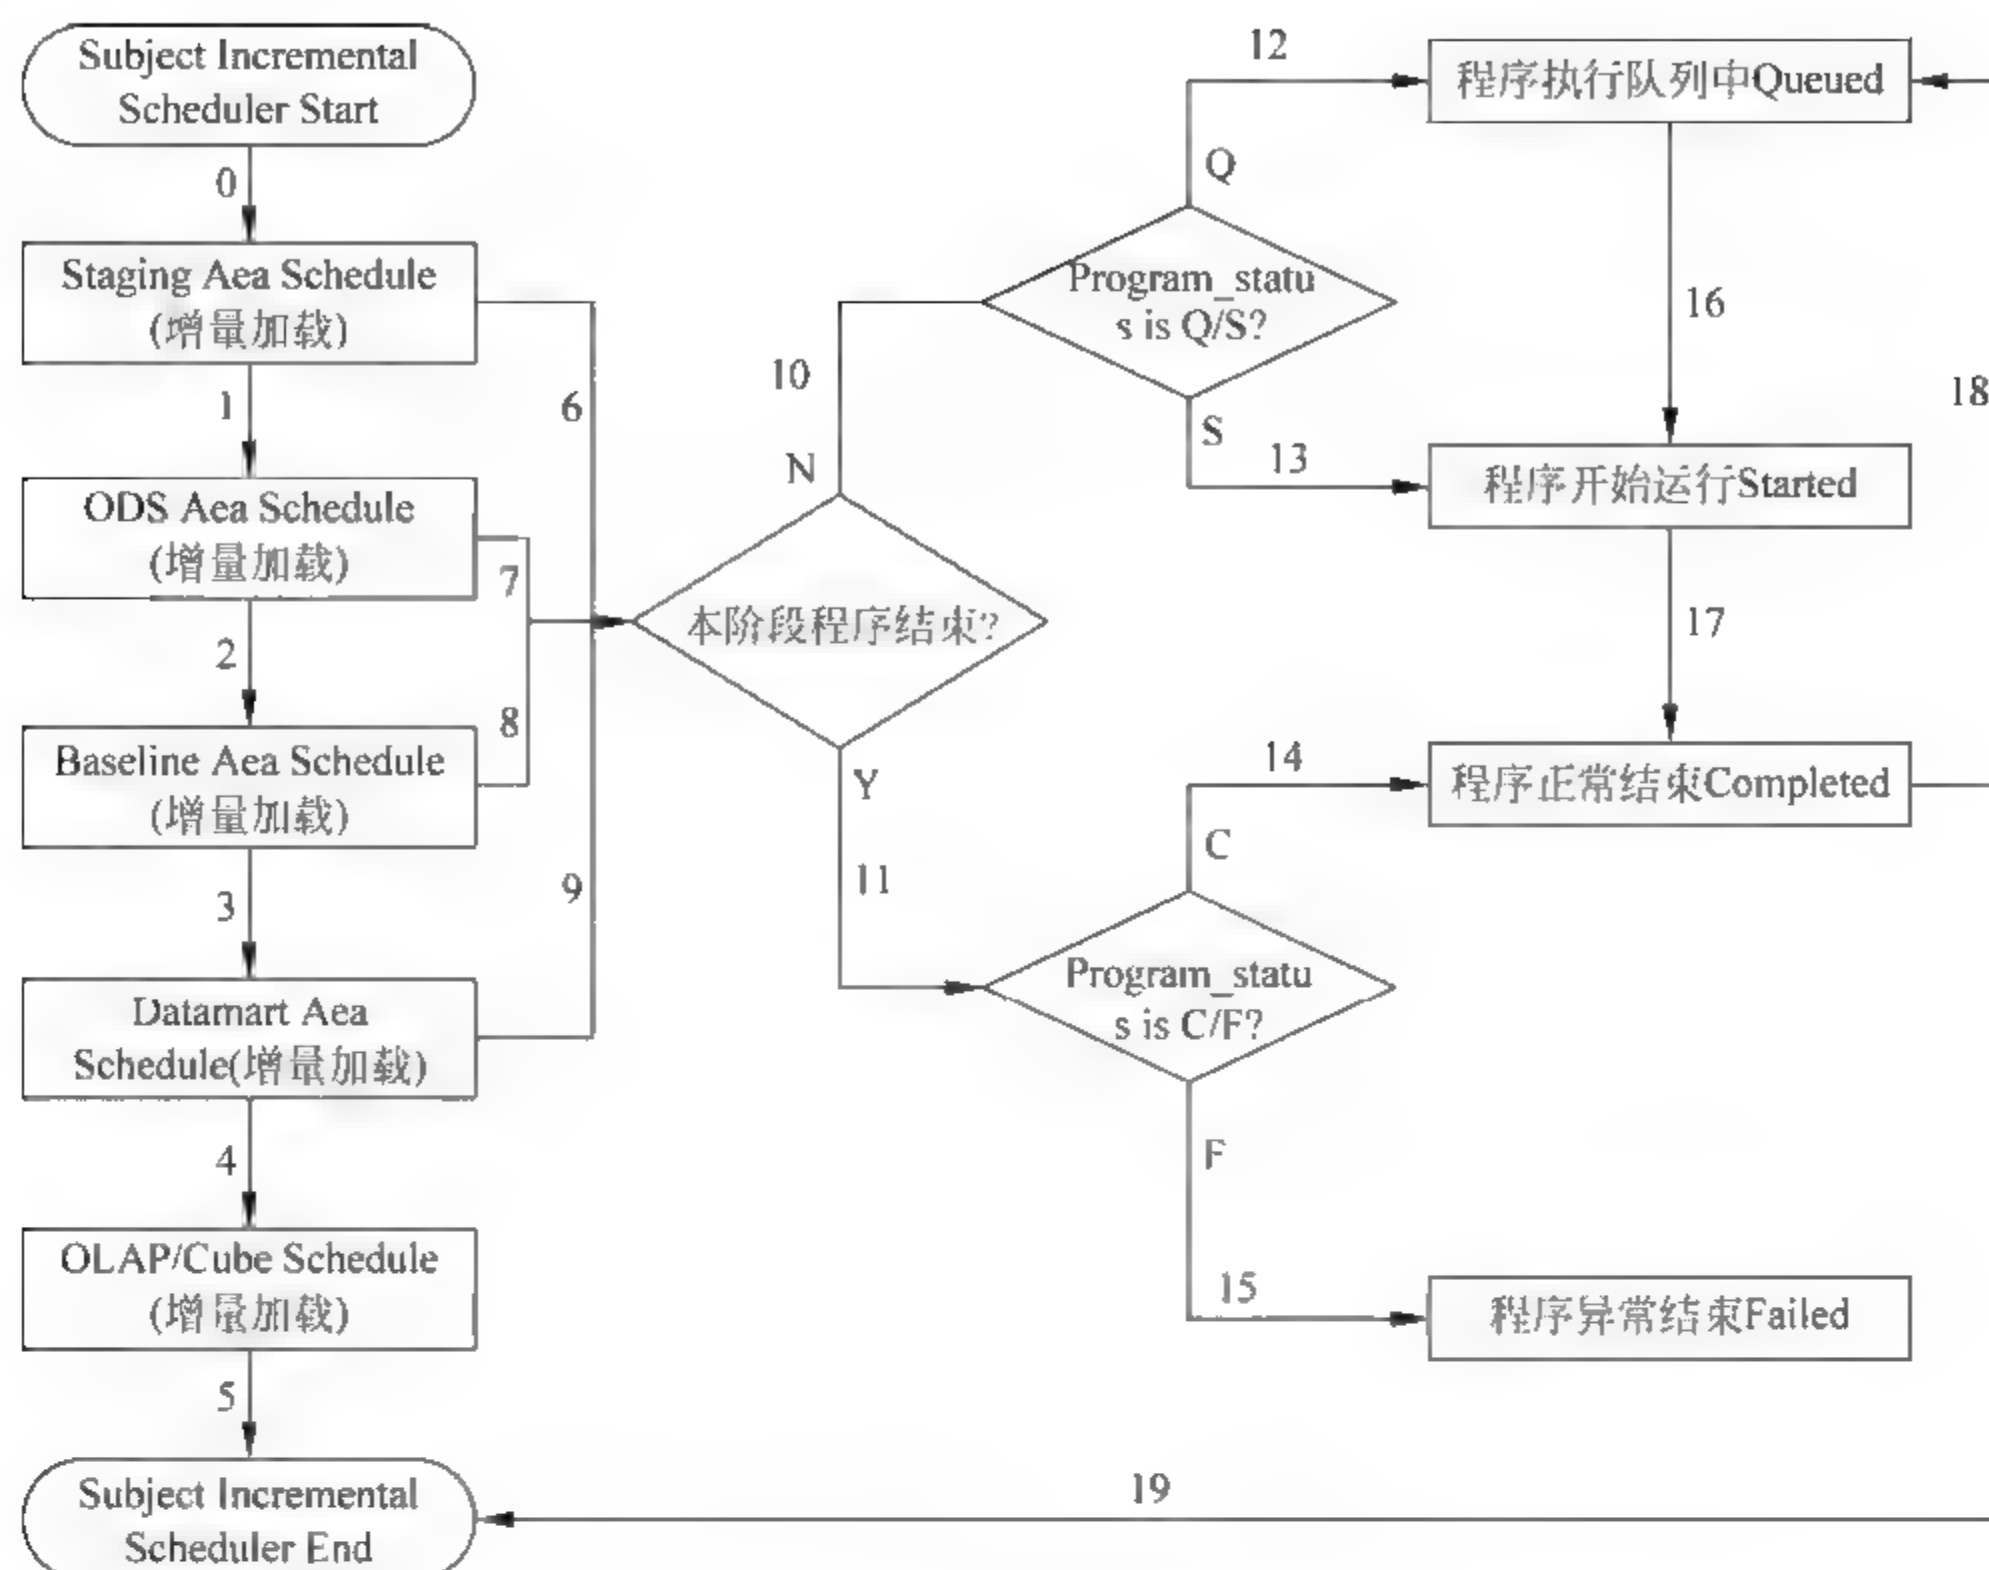 Subject Incremental
Scheduler Start
0
Staging Aea Schedule
(增量加载)
1
6
ODS Aea Schedule
(增量加载)
7
2
8
Baseline Aea Schedule
(增量加载)
3
9
Datamart Aea
Schedule(增量加载)
4
OLAP/Cube Schedule
(增量加载)
5
Subject Incremental
Scheduler End
本阶段程序结束?
N
10
Y
11
Program_statu
s is Q/S?
Q
12
S
13
程序执行队列中Queued
16
程序开始运行Started
17
18
Program_statu
s is C/F?
C
14
程序正常结束Completed
F
15
程序异常结束Failed
19